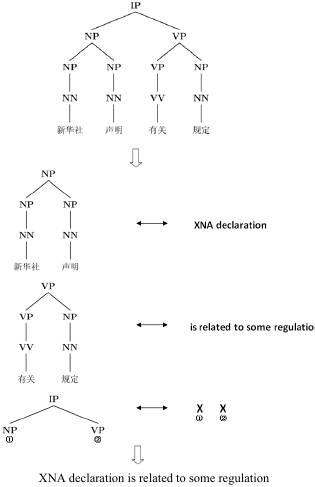 IP
NP VP
NP NP VP NP
NN NN VV NN
新华社 声明 有关 规定
NP
NP NP
NN NN
新华社 声明
XNA declaration
VP
VP NP
VV NN
有关 规定
is related to some regulation
IP
NP VP
① ②
X X
① ②
XNA declaration is related to some regulation